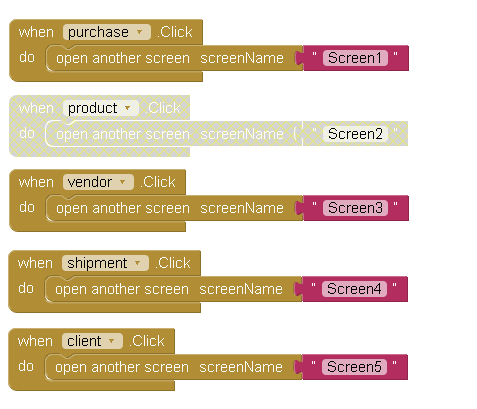 when purchase .Click
do open another screen screenName " Screen1 "
when product .Click
do open another screen screenName " Screen2 "
when vendor .Click
do open another screen screenName " Screen3 "
when shipment .Click
do open another screen screenName " Screen4 "
when client .Click
do open another screen screenName " Screen5 "